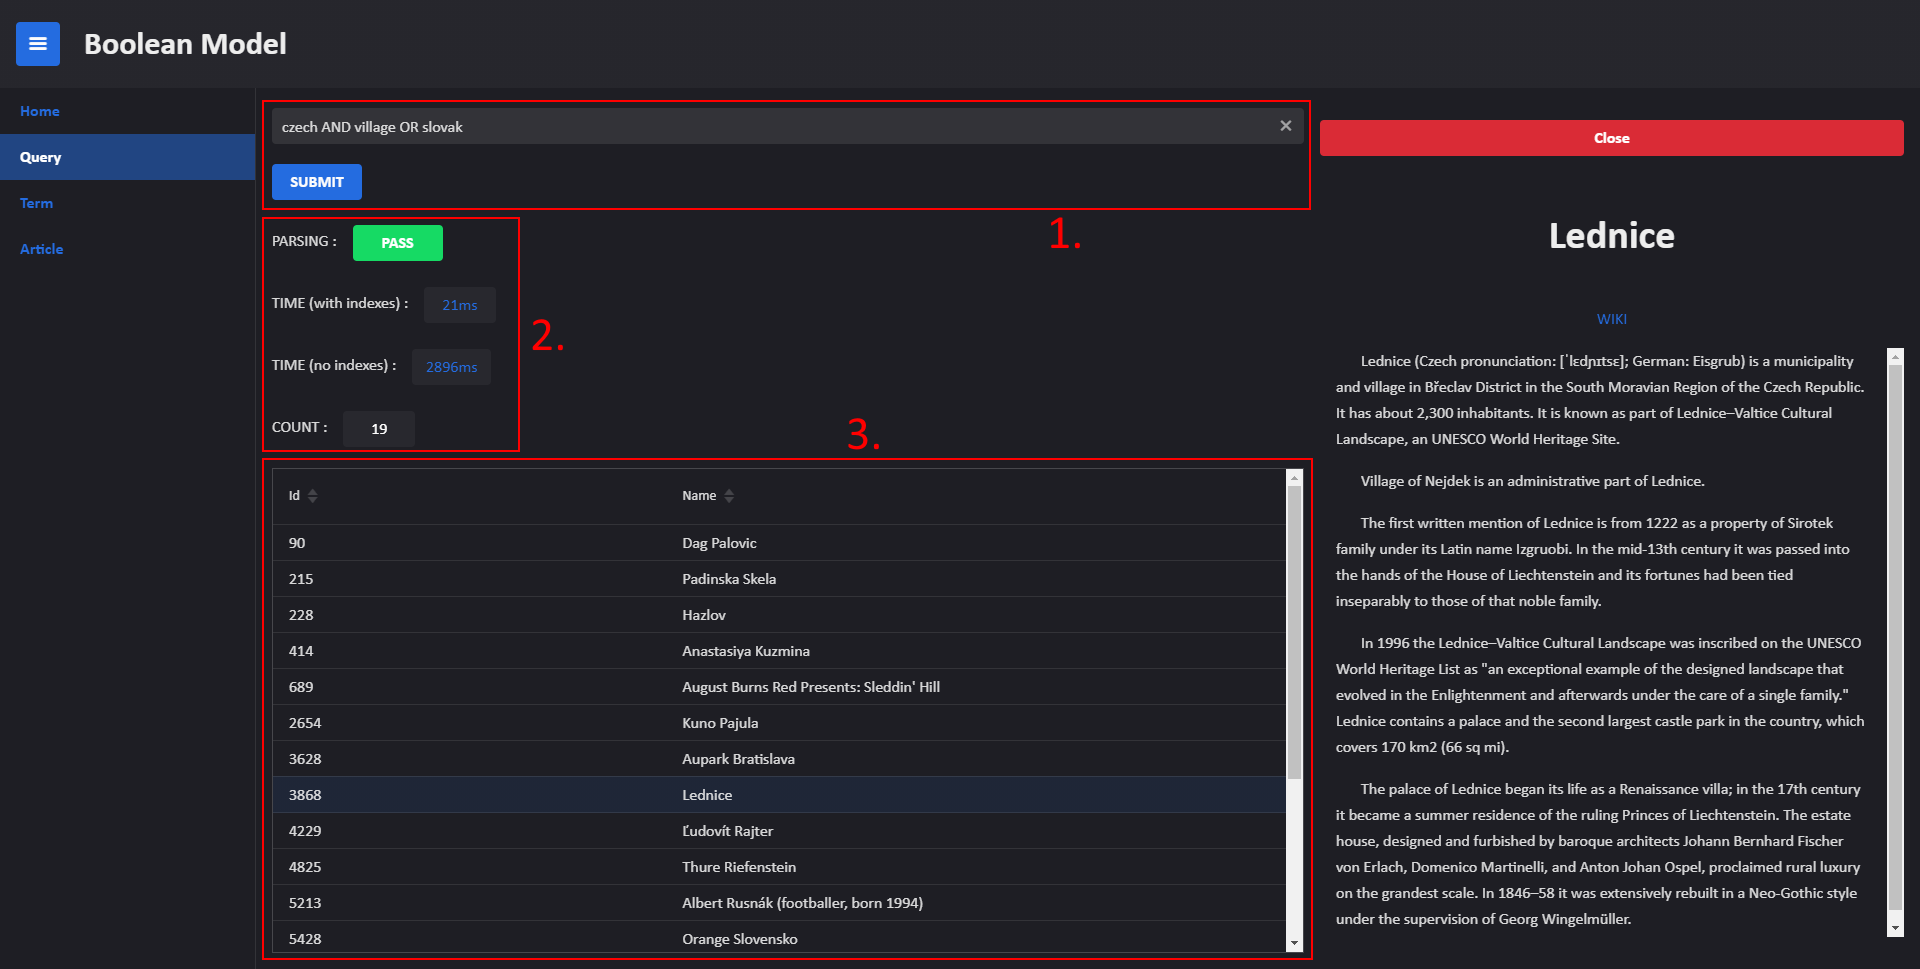 Boolean Model
Home
Query
Term
Article
czech AND village OR slovak
SUBMIT
1.
PARSING :
PASS
TIME (with indexes) :
21ms
TIME (no indexes) :
2896ms
COUNT :
19
2.
3.
Id Name
90 Dag Palovic
215 Padinska Skela
228 Hazlov
414 Anastasiya Kuzmina
689 August Burns Red Presents: Sleddin' Hill
2654 Kuno Pajula
3628 Aupark Bratislava
3868 Lednice
4229 Ľudovít Rajter
4825 Thure Riefenstein
5213 Albert Rusnák (footballer, born 1994)
5428 Orange Slovensko
Close
Lednice
WIKI
Lednice (Czech pronunciation: [ˈlɛdɲɪtsɛ]; German: Eisgrub) is a municipality
and village in Břeclav District in the South Moravian Region of the Czech Republic.
It has about 2,300 inhabitants. It is known as part of Lednice–Valtice Cultural
Landscape, an UNESCO World Heritage Site.
Village of Nejdek is an administrative part of Lednice.
The first written mention of Lednice is from 1222 as a property of Sirotek
family under its Latin name Izgruobi. In the mid-13th century it was passed into
the hands of the House of Liechtenstein and its fortunes had been tied
inseparably to those of that noble family.
In 1996 the Lednice–Valtice Cultural Landscape was inscribed on the UNESCO
World Heritage List as "an exceptional example of the designed landscape that
evolved in the Enlightenment and afterwards under the care of a single family."
Lednice contains a palace and the second largest castle park in the country, which
covers 170 km2 (66 sq mi).
The palace of Lednice began its life as a Renaissance villa; in the 17th century
it became a summer residence of the ruling Princes of Liechtenstein. The estate
house, designed and furbished by baroque architects Johann Bernhard Fischer
von Erlach, Domenico Martinelli, and Anton Johan Ospel, proclaimed rural luxury
on the grandest scale. In 1846–58 it was extensively rebuilt in a Neo-Gothic style
under the supervision of Georg Wingelmüller.